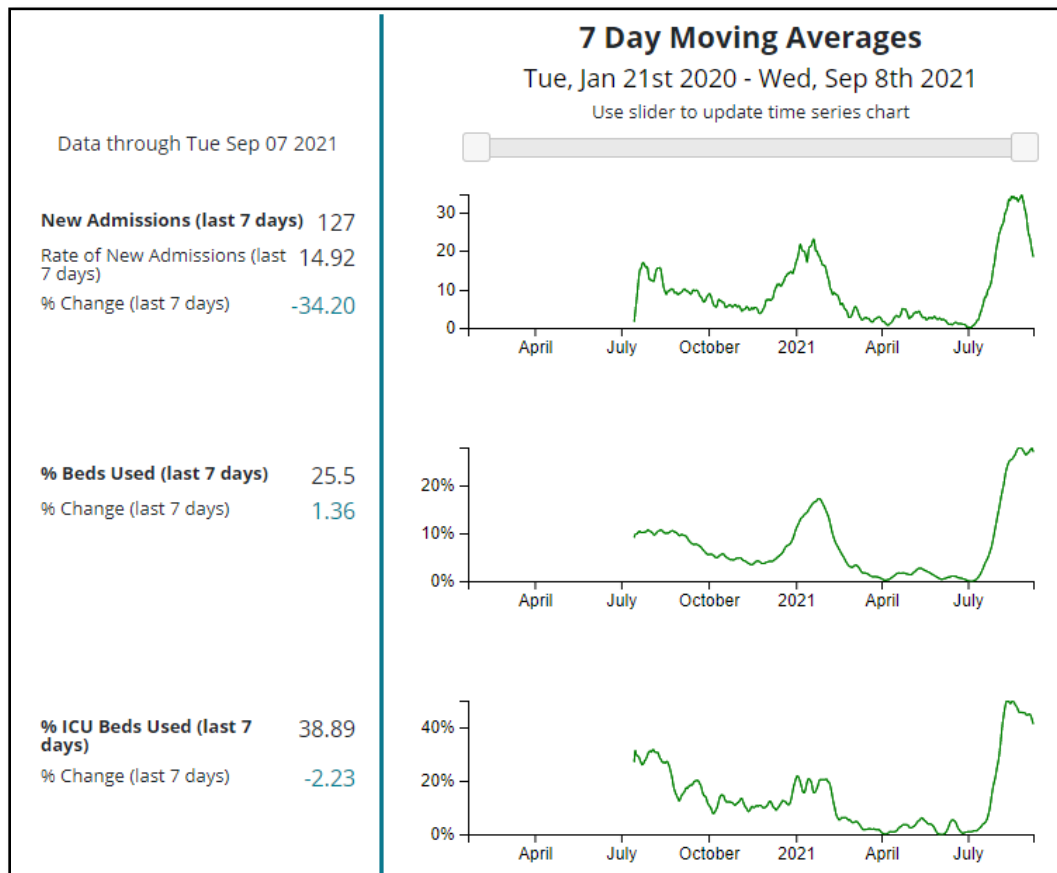 7 Day Moving Averages
Tue, Jan 21st 2020 - Wed, Sep 8th 2021
Use slider to update time series chart
Data through Tue Sep 07 2021
New Admissions (last 7 days) 127
Rate of New Admissions (last 7 days) 14.92
% Change (last 7 days) -34.20
30
20
10
0
April July October 2021 April July
% Beds Used (last 7 days) 25.5
% Change (last 7 days) 1.36
20%
10%
0%
April July October 2021 April July
% ICU Beds Used (last 7 days) 38.89
% Change (last 7 days) -2.23
40%
20%
0%
April July October 2021 April July